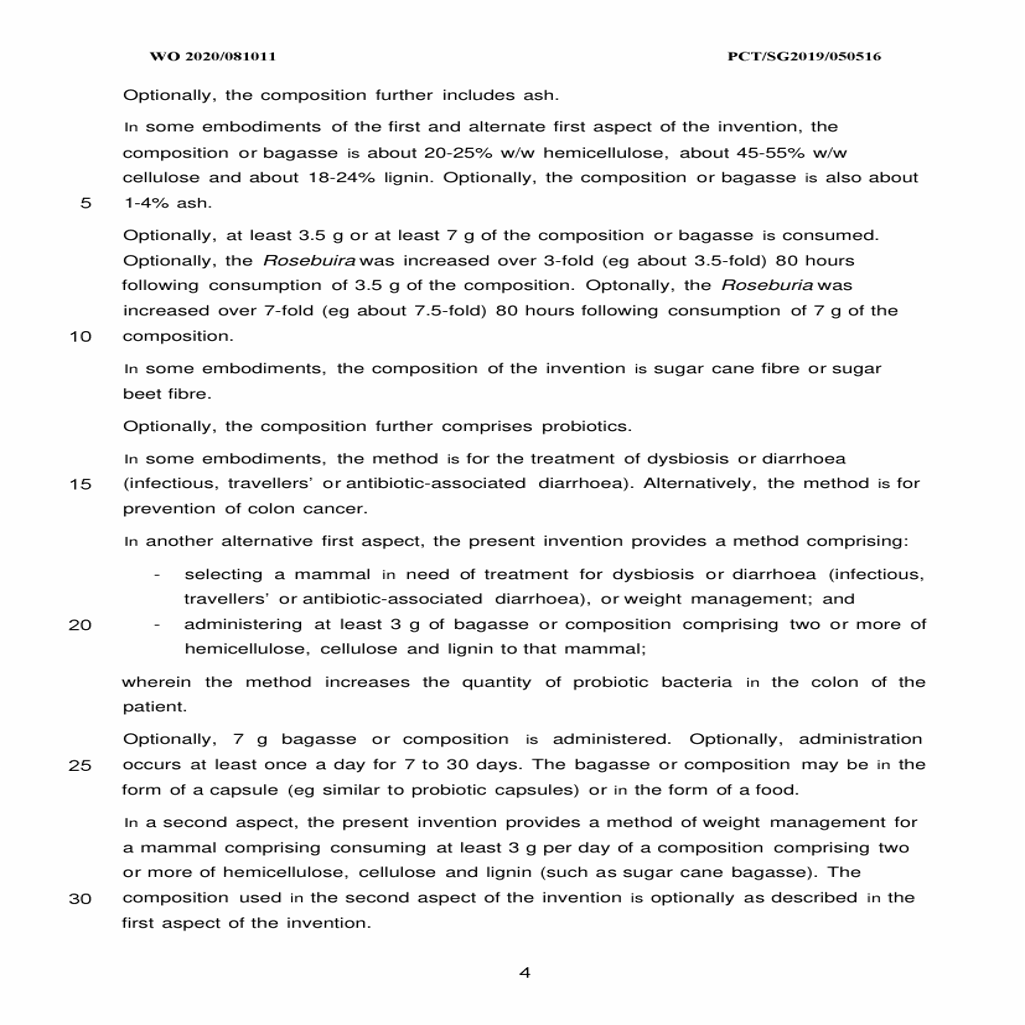 WO 2020/081011 PCT/SG2019/050516
Optionally, the composition further includes ash.
In some embodiments of the first and alternate first aspect of the invention, the
composition or bagasse is about 20-25% w/w hemicellulose, about 45-55% w/w
cellulose and about 18-24% lignin. Optionally, the composition or bagasse is also about
5 1-4% ash.
Optionally, at least 3.5 g or at least 7 g of the composition or bagasse is consumed.
Optionally, the Rosebuira was increased over 3-fold (eg about 3.5-fold) 80 hours
following consumption of 3.5 g of the composition. Optonally, the Roseburia was
increased over 7-fold (eg about 7.5-fold) 80 hours following consumption of 7 g of the
10 composition.
In some embodiments, the composition of the invention is sugar cane fibre or sugar
beet fibre.
Optionally, the composition further comprises probiotics.
In some embodiments, the method is for the treatment of dysbiosis or diarrhoea
15 (infectious, travellers’ or antibiotic-associated diarrhoea). Alternatively, the method is for
prevention of colon cancer.
In another alternative first aspect, the present invention provides a method comprising:
- selecting a mammal in need of treatment for dysbiosis or diarrhoea (infectious,
travellers’ or antibiotic-associated diarrhoea), or weight management; and
20 - administering at least 3 g of bagasse or composition comprising two or more of
hemicellulose, cellulose and lignin to that mammal;
wherein the method increases the quantity of probiotic bacteria in the colon of the
patient.
Optionally, 7 g bagasse or composition is administered. Optionally, administration
25 occurs at least once a day for 7 to 30 days. The bagasse or composition may be in the
form of a capsule (eg similar to probiotic capsules) or in the form of a food.
In a second aspect, the present invention provides a method of weight management for
a mammal comprising consuming at least 3 g per day of a composition comprising two
or more of hemicellulose, cellulose and lignin (such as sugar cane bagasse). The
30 composition used in the second aspect of the invention is optionally as described in the
first aspect of the invention.
4